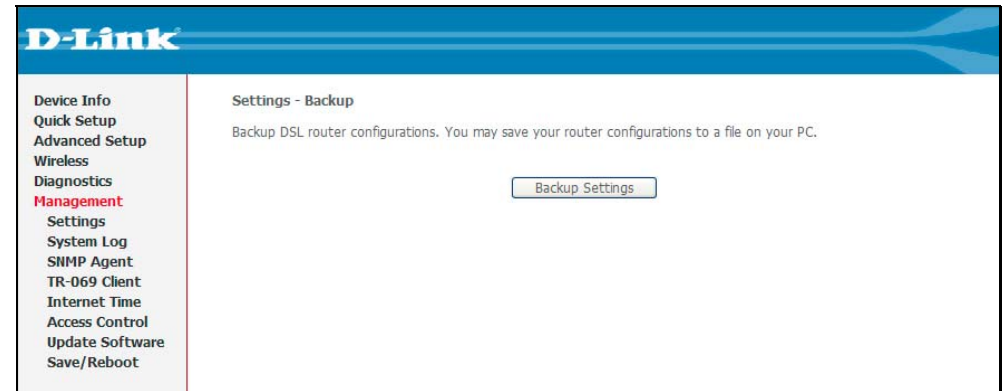 D-Link
Device Info
Quick Setup
Advanced Setup
Wireless
Diagnostics
Management
Settings
System Log
SNMP Agent
TR-069 Client
Internet Time
Access Control
Update Software
Save/Reboot
Settings - Backup
Backup DSL router configurations. You may save your router configurations to a file on your PC.
Backup Settings